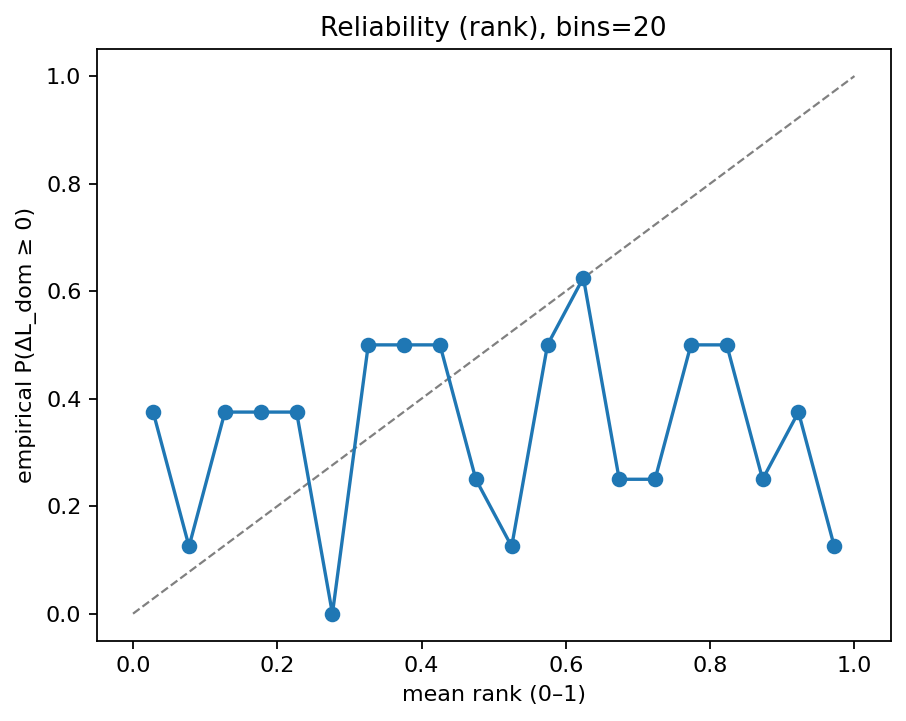 Reliability (rank), bins=20
empirical P(ΔL_dom ≥ 0)
1.0
0.8
0.6
0.4
0.2
0.0
0.0 0.2 0.4 0.6 0.8 1.0
mean rank (0–1)